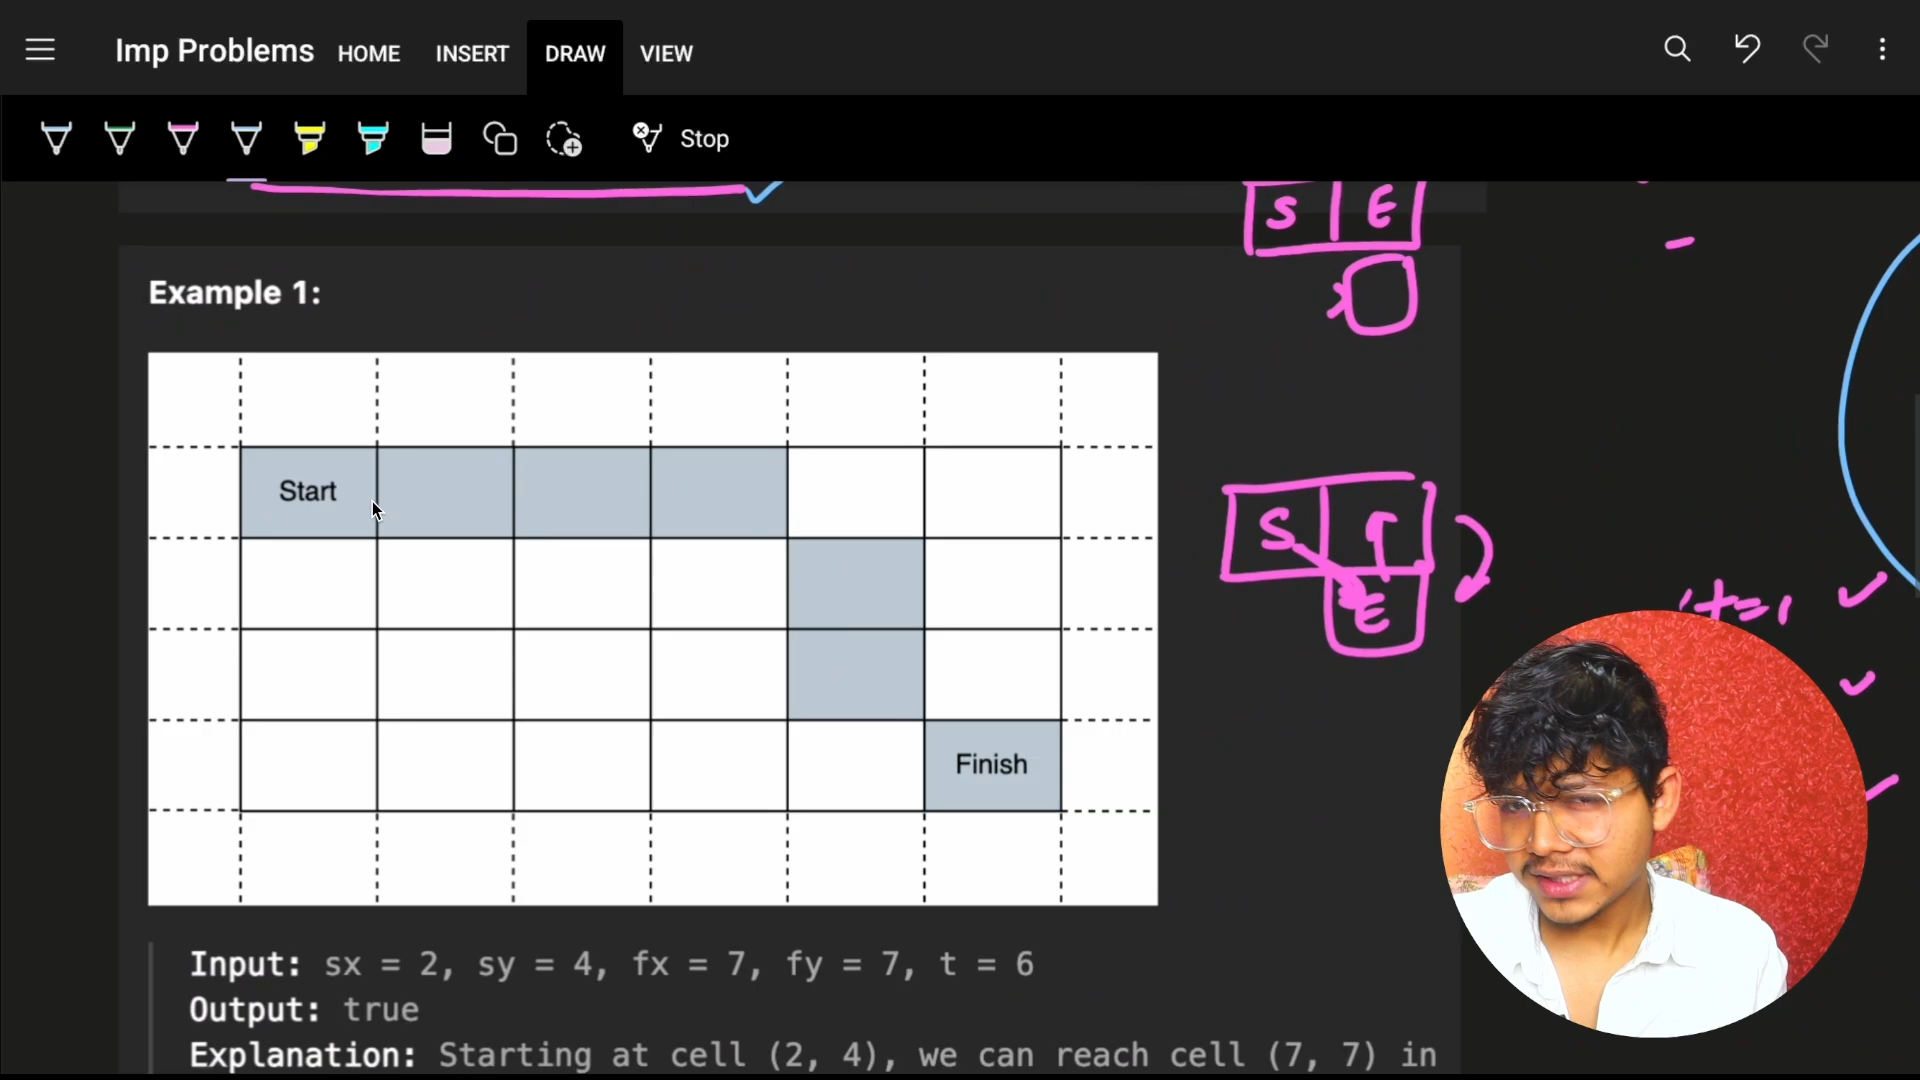 Imp Problems HOME INSERT DRAW VIEW
Stop
S E
Example 1:
Start
S
E
t=1
Finish
Input: sx = 2, sy = 4, fx = 7, fy = 7, t = 6
Output: true
Explanation: Starting at cell (2, 4), we can reach cell (7, 7) in